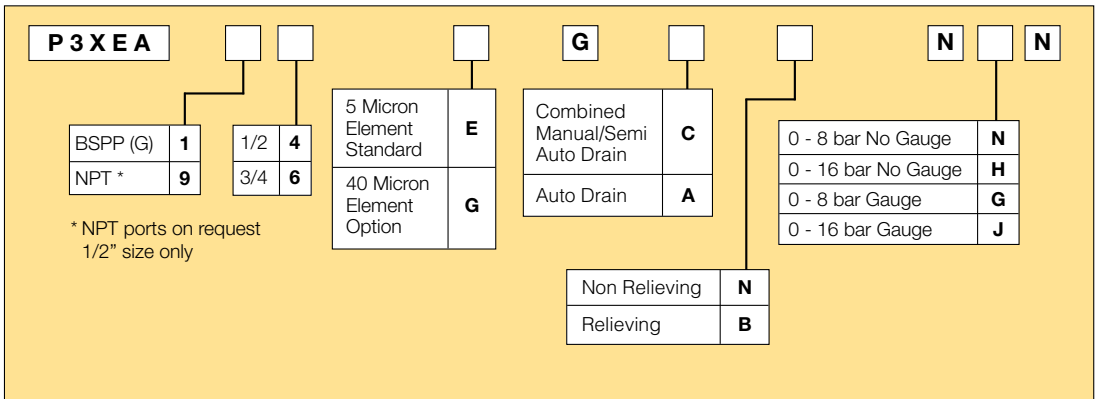 P3XEA G N N
BSPP (G) 1
NPT * 9
1/2 4
3/4 6
* NPT ports on request
1/2” size only
5 Micron
Element
Standard
E
40 Micron
Element
Option
G
Combined
Manual/Semi
Auto Drain
C
Auto Drain A
Non Relieving N
Relieving B
0 - 8 bar No Gauge N
0 - 16 bar No Gauge H
0 - 8 bar Gauge G
0 - 16 bar Gauge J